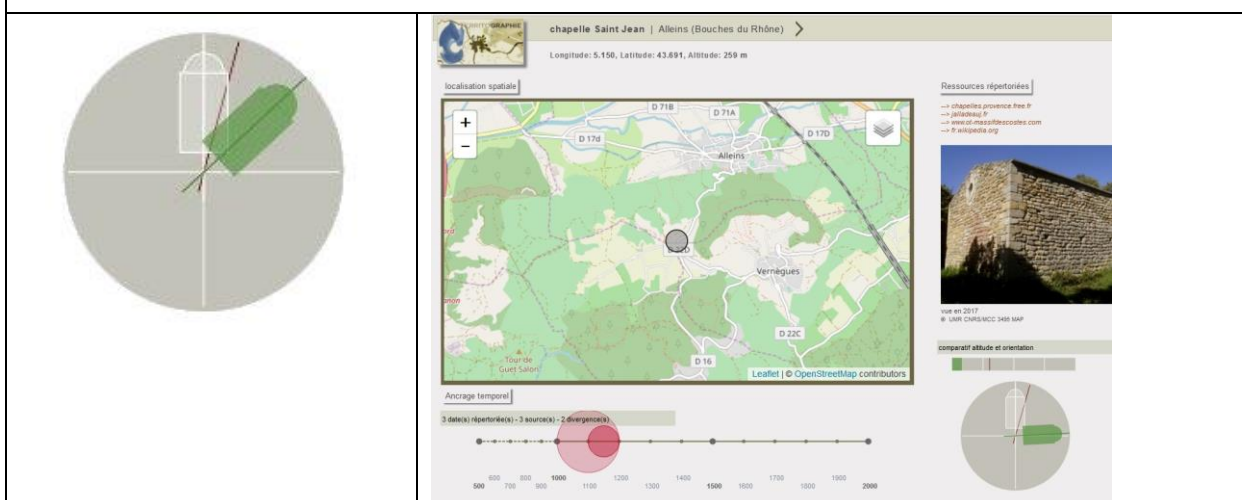 TERRITOGRAPHIE
chapelle Saint Jean | Alleins (Bouches du Rhône)
Longitude: 5.150, Latitude: 43.691, Altitude: 259 m
localisation spatiale
+
−
D 71B
D 71A
D 17d
D 17D
Alleins
D 22D
Vernègues
D 22C
Tour de
Guet Salon
D 16
Leaflet | © OpenStreetMap contributors
Ancrage temporel
3 date(s) répertoriée(s) - 3 source(s) - 2 divergence(s)
500 600 700 800 900 1000 1100 1200 1300 1400 1500 1600 1700 1800 1900 2000
Ressources répertoriées
--> chapelles.provence.free.fr
--> jalladeauj.fr
--> www.ot-massifdescostes.com
--> fr.wikipedia.org
vue en 2017
© UMR CNRS/MCC 3495 MAP
comparatif altitude et orientation